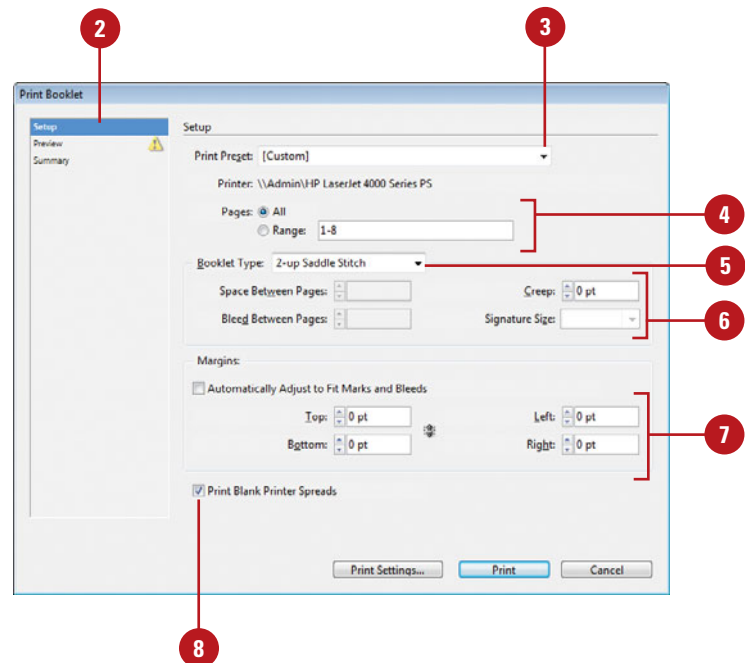 2
3
Print Booklet
Setup
Preview
Summary
Setup
Print Preset: [Custom]
Printer: \\Admin\HP LaserJet 4000 Series PS
Pages: All
Range: 1-8
4
Booklet Type: 2-up Saddle Stitch
5
Space Between Pages:
Creep: 0 pt
Bleed Between Pages:
Signature Size:
6
Margins:
Automatically Adjust to Fit Marks and Bleeds
Top: 0 pt
Left: 0 pt
Bottom: 0 pt
Right: 0 pt
7
Print Blank Printer Spreads
Print Settings... Print Cancel
8